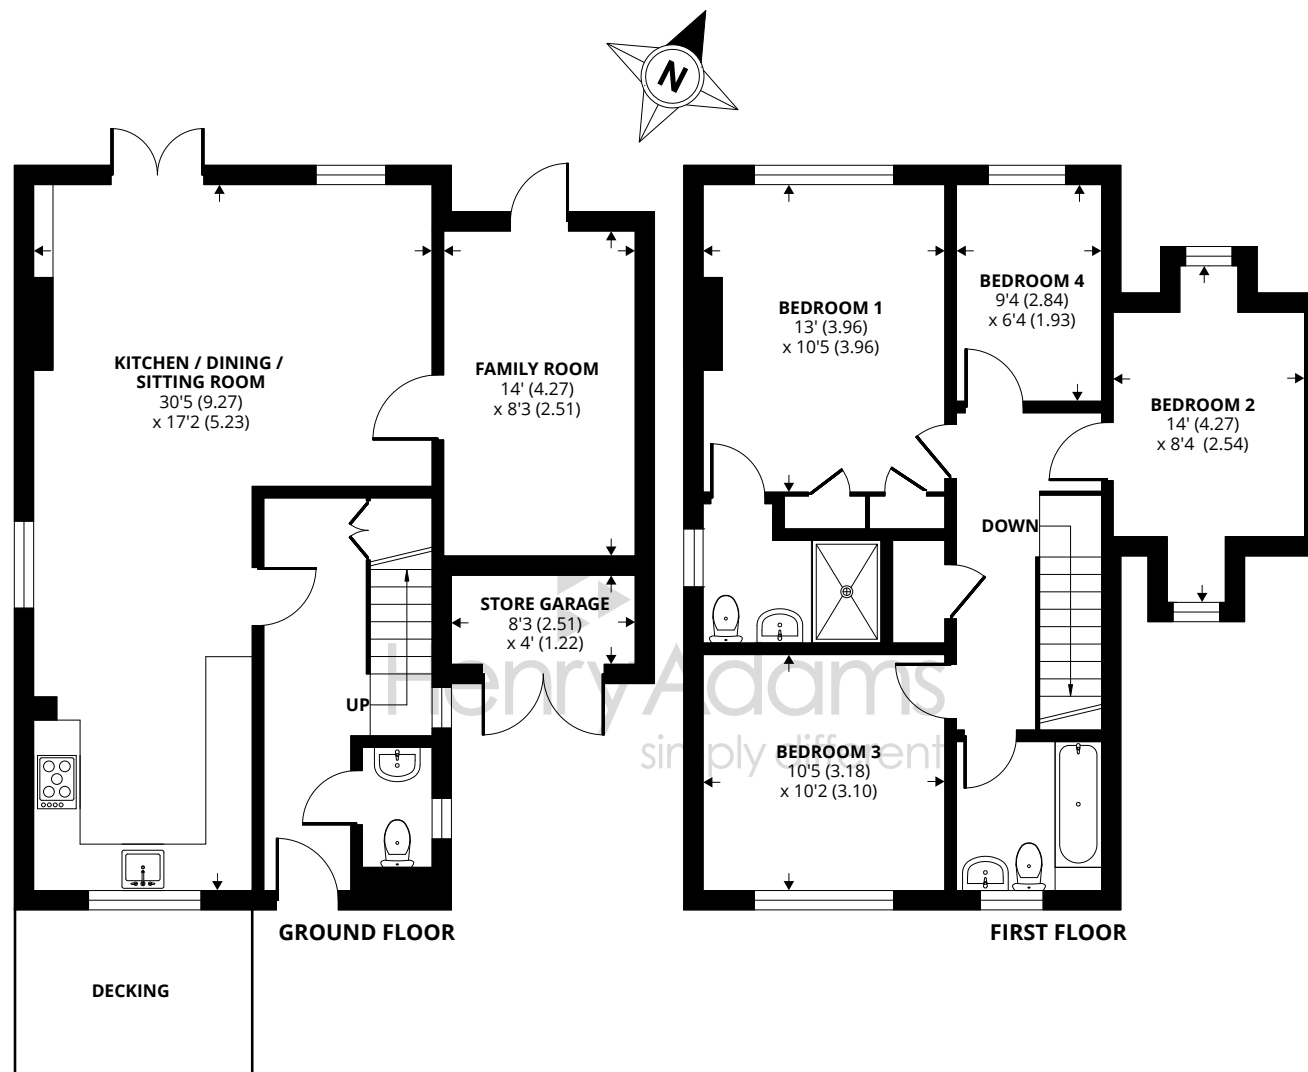 N
KITCHEN / DINING /
SITTING ROOM
30'5 (9.27)
x 17'2 (5.23)
FAMILY ROOM
14' (4.27)
x 8'3 (2.51)
STORE GARAGE
8'3 (2.51)
x 4' (1.22)
UP
GROUND FLOOR
DECKING
BEDROOM 1
13' (3.96)
x 10'5 (3.96)
BEDROOM 4
9'4 (2.84)
x 6'4 (1.93)
BEDROOM 2
14' (4.27)
x 8'4 (2.54)
DOWN
BEDROOM 3
10'5 (3.18)
x 10'2 (3.10)
FIRST FLOOR
HenryAdams
simply different